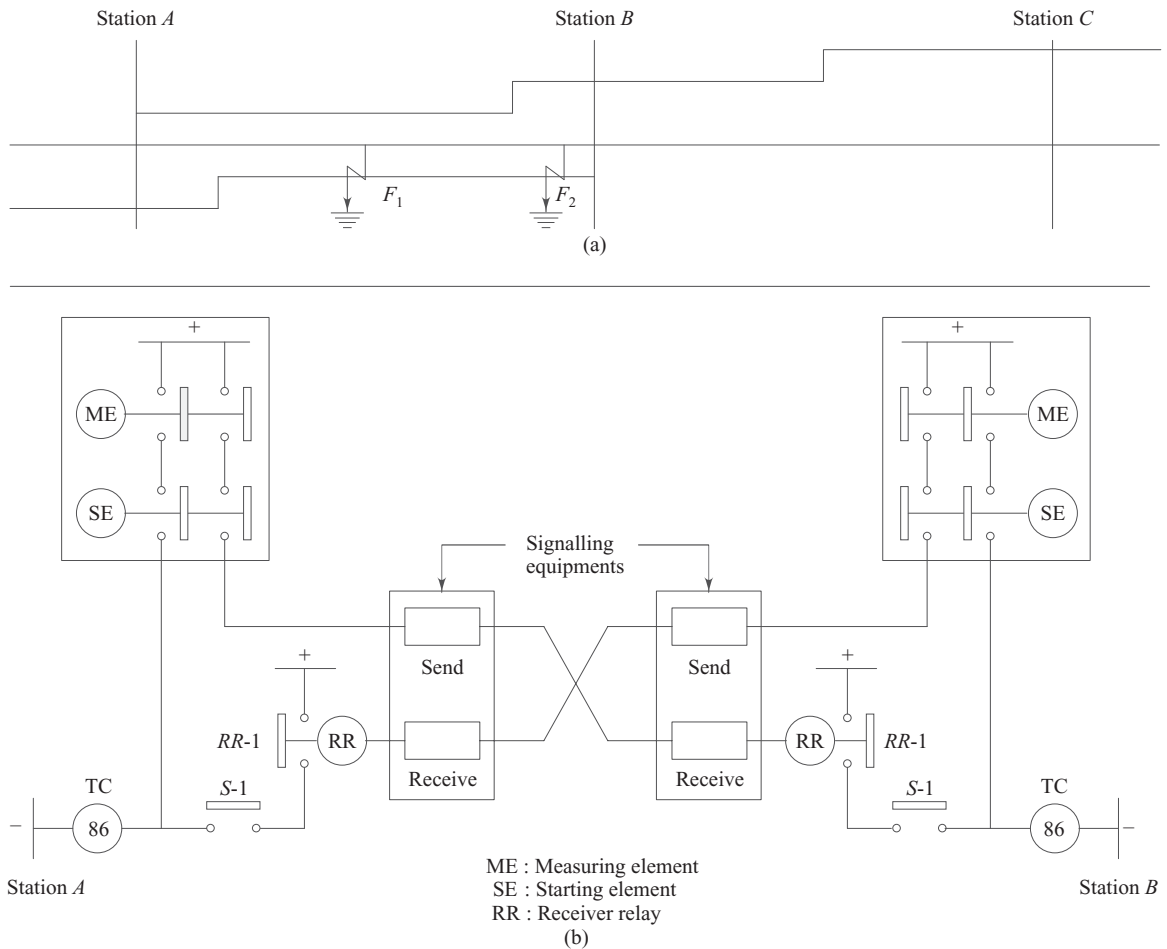 Station A
Station B
Station C
F1
F2
(a)
+
+
ME
ME
SE
SE
Signalling
equipments
Send
Send
+
+
RR-1
RR
RR
RR-1
Receive
Receive
TC
S-1
S-1
TC
−
86
86
−
Station A
Station B
ME : Measuring element
SE : Starting element
RR : Receiver relay
(b)